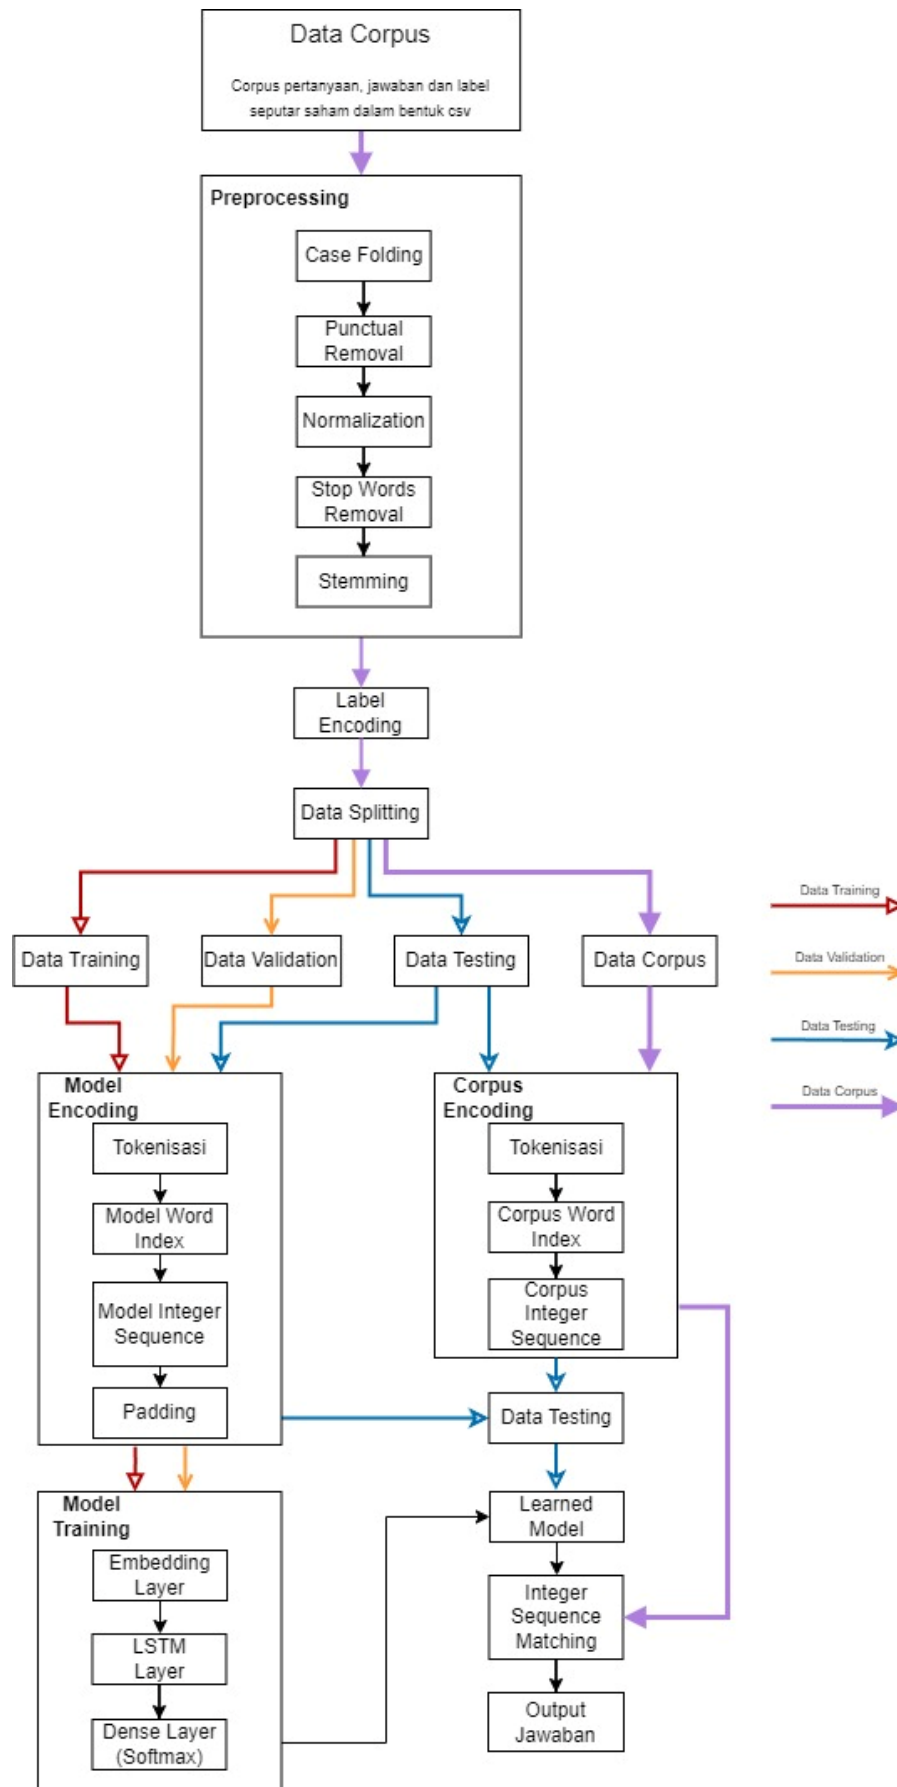 Data Corpus
Corpus pertanyaan, jawaban dan label
seputar saham dalam bentuk csv
Preprocessing
Case Folding
Punctual
Removal
Normalization
Stop Words
Removal
Stemming
Label
Encoding
Data Splitting
Data Training
Data Validation
Data Testing
Data Corpus
Data Training
Data Validation
Data Testing
Data Corpus
Model
Encoding
Tokenisasi
Model Word
Index
Model Integer
Sequence
Padding
Corpus
Encoding
Tokenisasi
Corpus Word
Index
Corpus
Integer
Sequence
Data Testing
Model
Training
Embedding
Layer
LSTM
Layer
Dense Layer
(Softmax)
Learned
Model
Integer
Sequence
Matching
Output
Jawaban